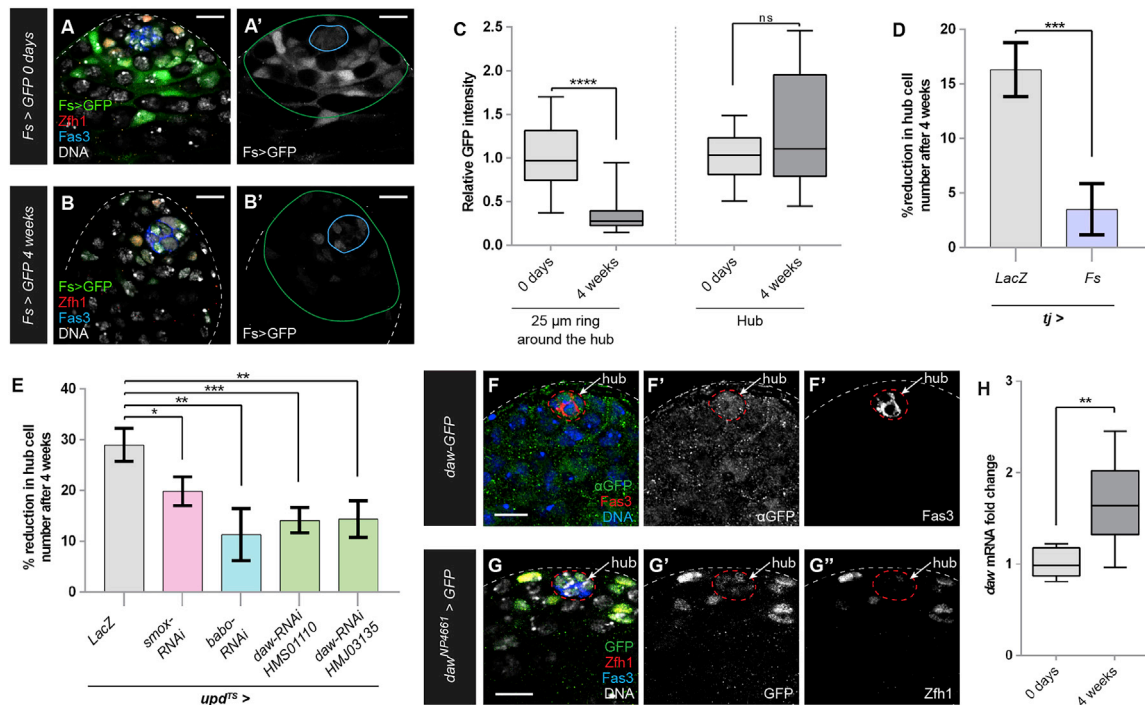 Fs > GFP 0 days
A
Fs>GFP
Zfh1
Fas3
DNA
A'
Fs>GFP
Fs > GFP 4 weeks
B
Fs>GFP
Zfh1
Fas3
DNA
B'
Fs>GFP
C
Relative GFP intensity
2.5
2.0
1.5
1.0
0.5
0.0
****
ns
0 days
4 weeks
0 days
4 weeks
25 µm ring
around the hub
Hub
D
%reduction in hub cell
number after 4 weeks
20
15
10
5
0
***
LacZ
Fs
tj >
E
% reduction in hub cell
number after 4 weeks
40
30
20
10
0
*
**
***
**
LacZ
smox-
RNAi
babo-
RNAi
daw-RNAi
HMS01110
daw-RNAi
HMJ03135
updTS >
daw-GFP
F
hub
αGFP
Fas3
DNA
F'
hub
αGFP
F'
hub
Fas3
dawNP4661 > GFP
G
hub
GFP
Zfh1
Fas3
DNA
G'
hub
GFP
G''
hub
Zfh1
H
daw mRNA fold change
3
2
1
0
**
0 days
4 weeks